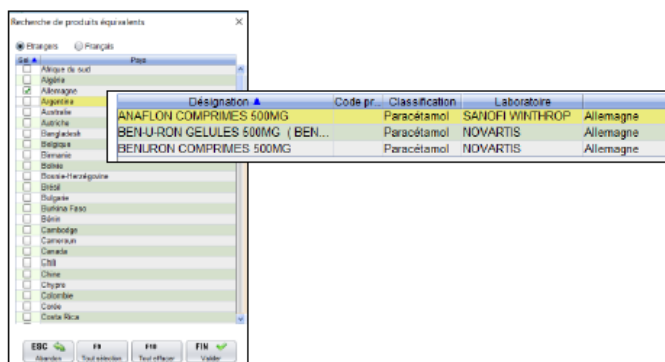 Recherche de produits équivalents
Etrangers Français
Sél Pays
Afrique du sud
Algérie
Allemagne
Argentina
Australie
Autriche
Bangladesh
Belgique
Birmanie
Bolivie
Bosnie-Herzégovine
Brésil
Bulgarie
Burkina Faso
Bénin
Cambodge
Cameroun
Canada
Chili
Chine
Chypre
Colombie
Corée
Costa Rica
Désignation Code pr... Classification Laboratoire
ANAFLON COMPRIMES 500MG Paracétamol SANOFI WINTHROP Allemagne
BEN-U-RON GELULES 500MG ( BEN... Paracétamol NOVARTIS Allemagne
BENURON COMPRIMES 500MG Paracétamol NOVARTIS Allemagne
ESC F9 F10 FIN
Abandon Tout sélection Tout effacer Valider